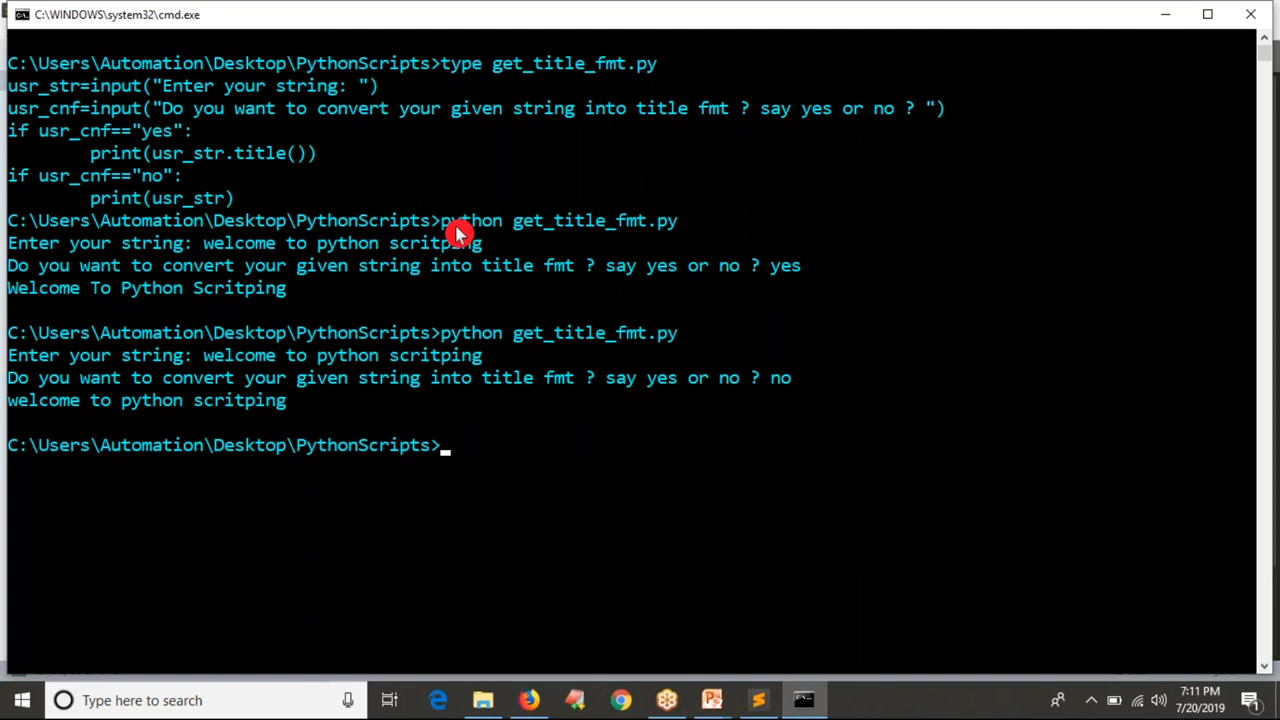 C:\WINDOWS\system32\cmd.exe
C:\Users\Automation\Desktop\PythonScripts>type get_title_fmt.py
usr_str=input("Enter your string: ")
usr_cnf=input("Do you want to convert your given string into title fmt ? say yes or no ? ")
if usr_cnf=="yes":
        print(usr_str.title())
if usr_cnf=="no":
        print(usr_str)
C:\Users\Automation\Desktop\PythonScripts>python get_title_fmt.py
Enter your string: welcome to python scritping
Do you want to convert your given string into title fmt ? say yes or no ? yes
Welcome To Python Scritping
C:\Users\Automation\Desktop\PythonScripts>python get_title_fmt.py
Enter your string: welcome to python scritping
Do you want to convert your given string into title fmt ? say yes or no ? no
welcome to python scritping
C:\Users\Automation\Desktop\PythonScripts>
Type here to search
7:11 PM
7/20/2019
1